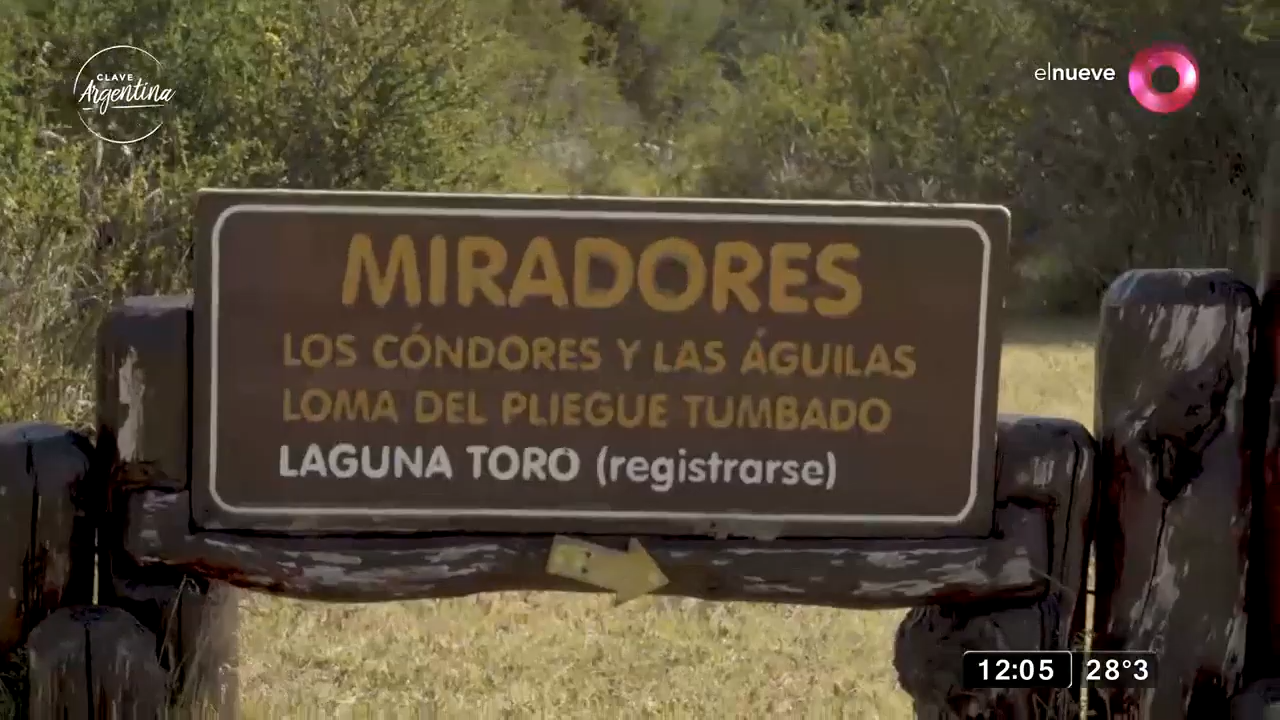 CLAVE
Argentina
elnueve
MIRADORES
LOS CÓNDORES Y LAS ÁGUILAS
LOMA DEL PLIEGUE TUMBADO
LAGUNA TORO (registrarse)
12:05 28°3